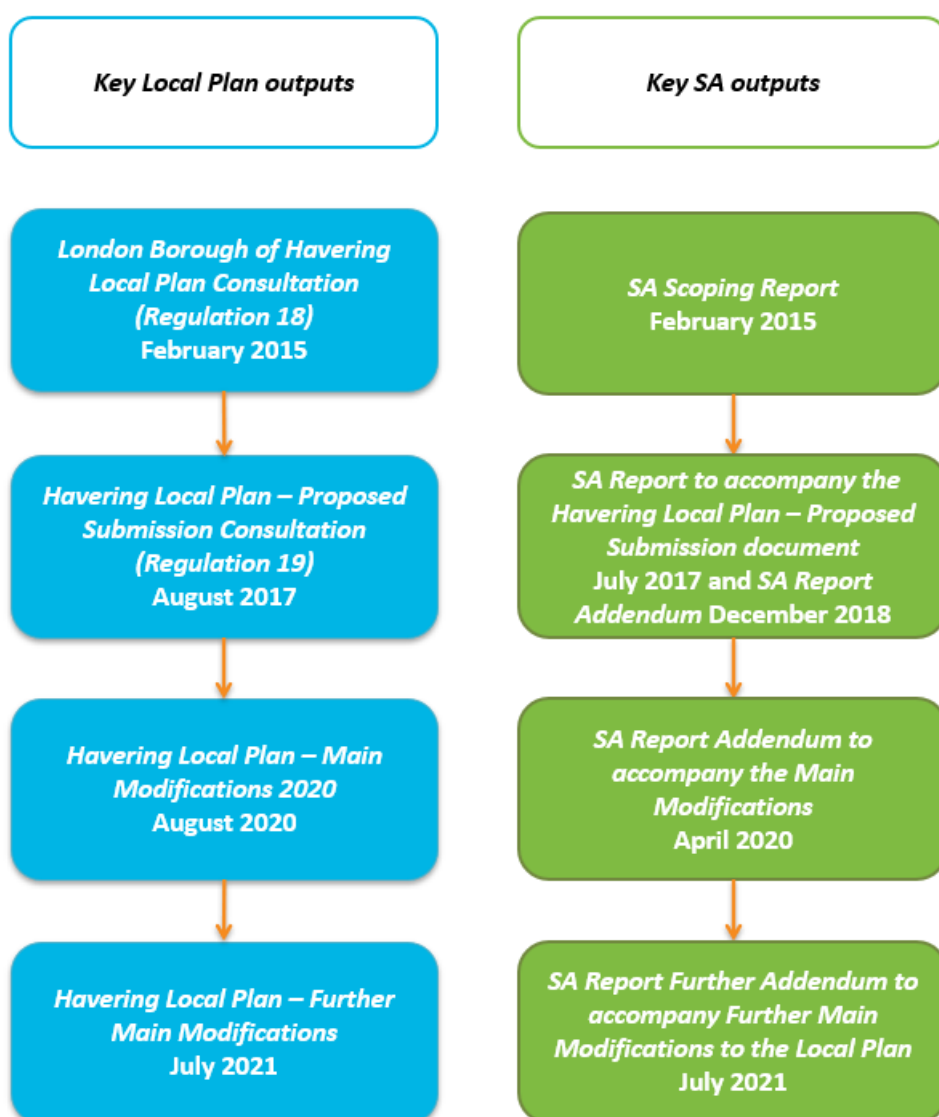 Key Local Plan outputs
Key SA outputs
London Borough of Havering
Local Plan Consultation
(Regulation 18)
February 2015
SA Scoping Report
February 2015
Havering Local Plan – Proposed
Submission Consultation
(Regulation 19)
August 2017
SA Report to accompany the
Havering Local Plan – Proposed
Submission document
July 2017 and SA Report
Addendum December 2018
Havering Local Plan – Main
Modifications 2020
August 2020
SA Report Addendum to
accompany the Main
Modifications
April 2020
Havering Local Plan – Further
Main Modifications
July 2021
SA Report Further Addendum to
accompany Further Main
Modifications to the Local Plan
July 2021